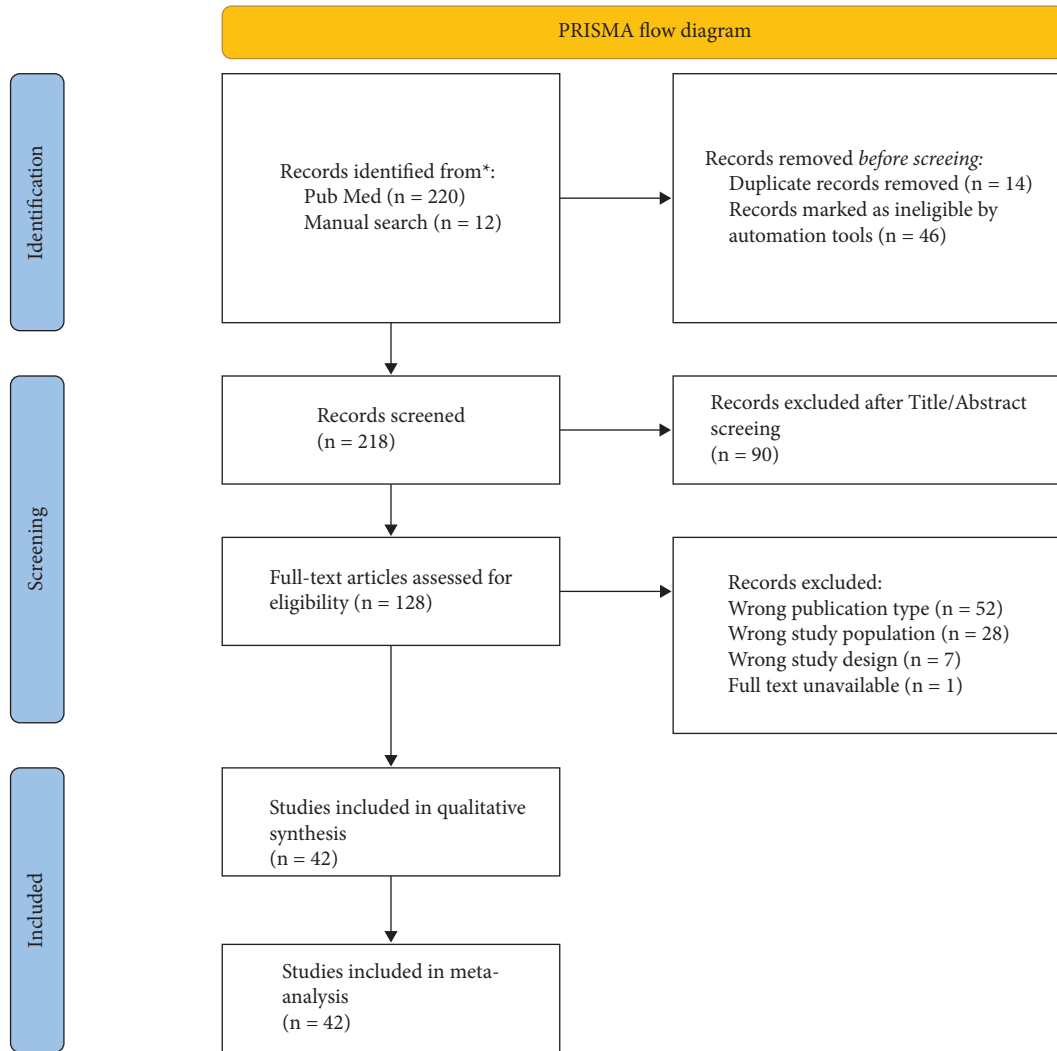 PRISMA flow diagram
Identification
Records identified from*:
Pub Med (n = 220)
Manual search (n = 12)
Records removed before screeing:
Duplicate records removed (n = 14)
Records marked as ineligible by
automation tools (n = 46)
Screening
Records screened
(n = 218)
Records excluded after Title/Abstract
screeing
(n = 90)
Full-text articles assessed for
eligibility (n = 128)
Records excluded:
Wrong publication type (n = 52)
Wrong study population (n = 28)
Wrong study design (n = 7)
Full text unavailable (n = 1)
Included
Studies included in qualitative
synthesis
(n = 42)
Studies included in meta-
analysis
(n = 42)